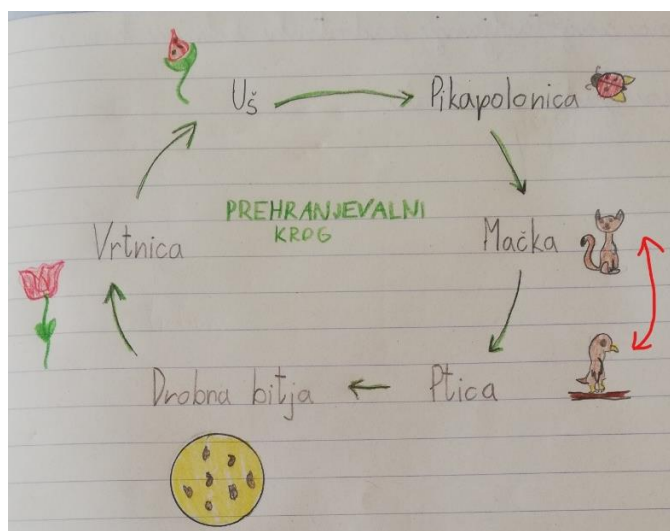 Uš
Pikapolonica
PREHRANJEVALNI
KROG
Vrtnica
Mačka
Drobna bitja
Ptica